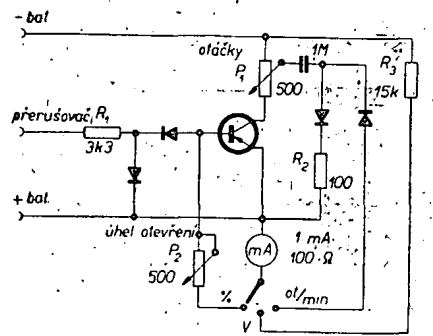 - bat
otáčky
1M
P1
500
R3
15k
přerušovač R1
3k3
R2
100
+ bat
úhel otevření
P2
500
mA
1 mA
100 Ω
%
ot/min
V